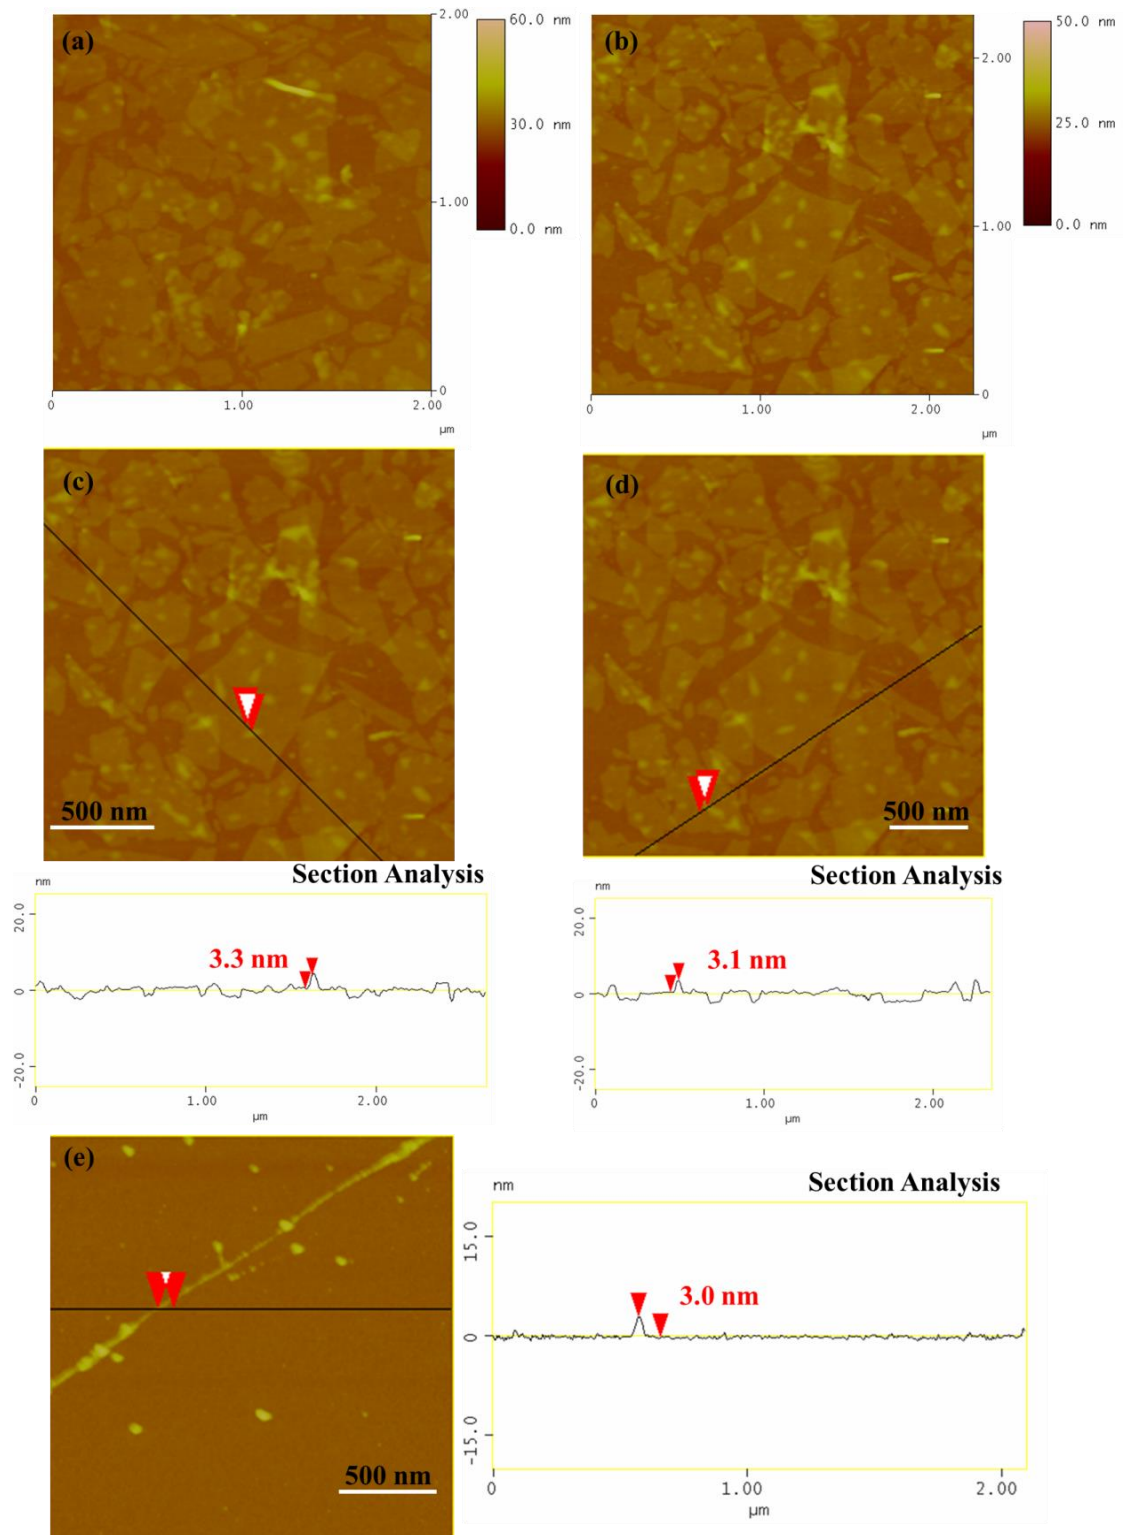 (a)
2.00
60.0 nm
30.0 nm
1.00
0.0 nm
0
0
1.00
2.00
µm
(b)
50.0 nm
2.00
25.0 nm
1.00
0.0 nm
0
0
1.00
2.00
µm
(c)
500 nm
(d)
500 nm
Section Analysis
nm
20.0
0
-20.0
3.3 nm
0
1.00
2.00
µm
Section Analysis
20.0
0
-20.0
3.1 nm
0
1.00
2.00
µm
(e)
500 nm
Section Analysis
nm
15.0
0
-15.0
3.0 nm
0
1.00
2.00
µm